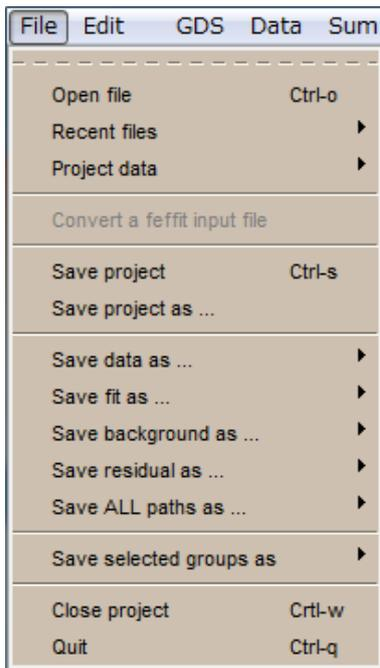 File Edit GDS Data Sum
Open file Ctrl-o
Recent files
Project data
Convert a feffit input file
Save project Ctrl-s
Save project as ...
Save data as ...
Save fit as ...
Save background as ...
Save residual as ...
Save ALL paths as ...
Save selected groups as
Close project Crtl-w
Quit Ctrl-q